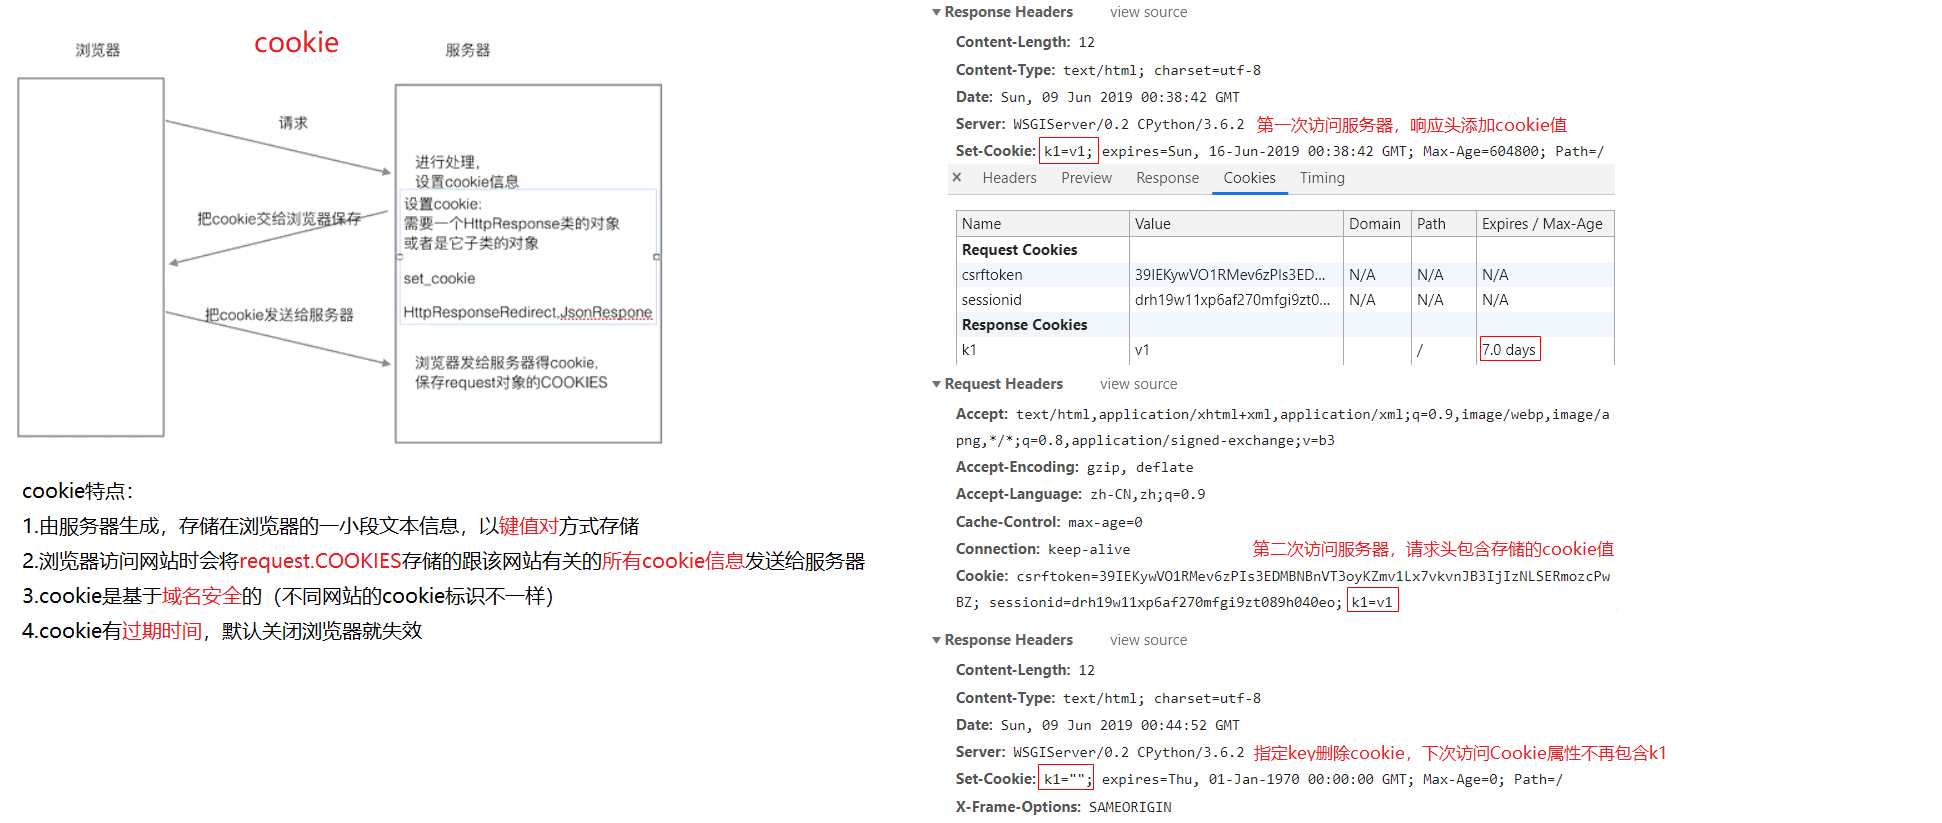 浏览器
cookie
服务器
请求
进行处理,
设置cookie信息
设置cookie:
需要一个HttpResponse类的对象
或者是它子类的对象
把cookie交给浏览器保存
set_cookie
HttpResponseRedirect,JsonRespone
把cookie发送给服务器
浏览器发给服务器得cookie,
保存request对象的COOKIES
cookie特点：
1.由服务器生成，存储在浏览器的一小段文本信息，以键值对方式存储
2.浏览器访问网站时会将request.COOKIES存储的跟该网站有关的所有cookie信息发送给服务器
3.cookie是基于域名安全的（不同网站的cookie标识不一样）
4.cookie有过期时间，默认关闭浏览器就失效
Response Headers view source
Content-Length: 12
Content-Type: text/html; charset=utf-8
Date: Sun, 09 Jun 2019 00:38:42 GMT
Server: WSGIServer/0.2 CPython/3.6.2 第一次访问服务器，响应头添加cookie值
Set-Cookie: k1=v1; expires=Sun, 16-Jun-2019 00:38:42 GMT; Max-Age=604800; Path=/
× Headers Preview Response Cookies Timing
Name Value Domain Path Expires / Max-Age
Request Cookies
csrftoken 39IEKywVO1RMev6zPIs3ED... N/A N/A N/A
sessionid drh19w11xp6af270mfgi9zt0... N/A N/A N/A
Response Cookies
k1 v1 / 7.0 days
Request Headers view source
Accept: text/html,application/xhtml+xml,application/xml;q=0.9,image/webp,image/a
png,*/*;q=0.8,application/signed-exchange;v=b3
Accept-Encoding: gzip, deflate
Accept-Language: zh-CN,zh;q=0.9
Cache-Control: max-age=0
Connection: keep-alive 第二次访问服务器，请求头包含存储的cookie值
Cookie: csrftoken=39IEKywVO1RMev6zPIs3EDMBNBnVT3oyKZmv1Lx7vkvnJB3IjIzNLSERmozcPw
BZ; sessionid=drh19w11xp6af270mfgi9zt089h040eo; k1=v1
Response Headers view source
Content-Length: 12
Content-Type: text/html; charset=utf-8
Date: Sun, 09 Jun 2019 00:44:52 GMT
Server: WSGIServer/0.2 CPython/3.6.2 指定key删除cookie，下次访问Cookie属性不再包含k1
Set-Cookie: k1=""; expires=Thu, 01-Jan-1970 00:00:00 GMT; Max-Age=0; Path=/
X-Frame-Options: SAMEORIGIN